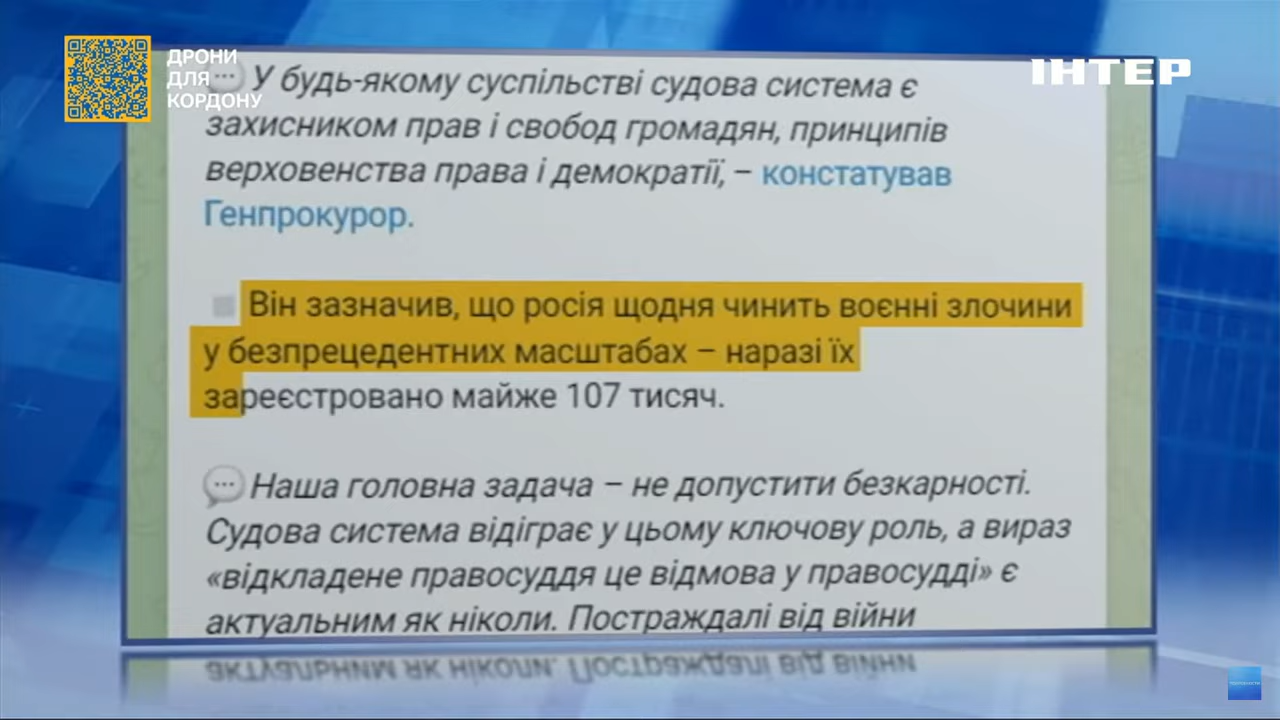 ДРОНИ
ДЛЯ
КОРДОНУ
ІНТЕР
У будь-якому суспільстві судова система є
захисником прав і свобод громадян, принципів
верховенства права і демократії, – констатував
Генпрокурор.
Він зазначив, що росія щодня чинить воєнні злочини
у безпрецедентних масштабах – наразі їх
зареєстровано майже 107 тисяч.
Наша головна задача – не допустити безкарності.
Судова система відіграє у цьому ключову роль, а вираз
«відкладене правосуддя це відмова у правосудді» є
актуальним як ніколи. Постраждалі від війни